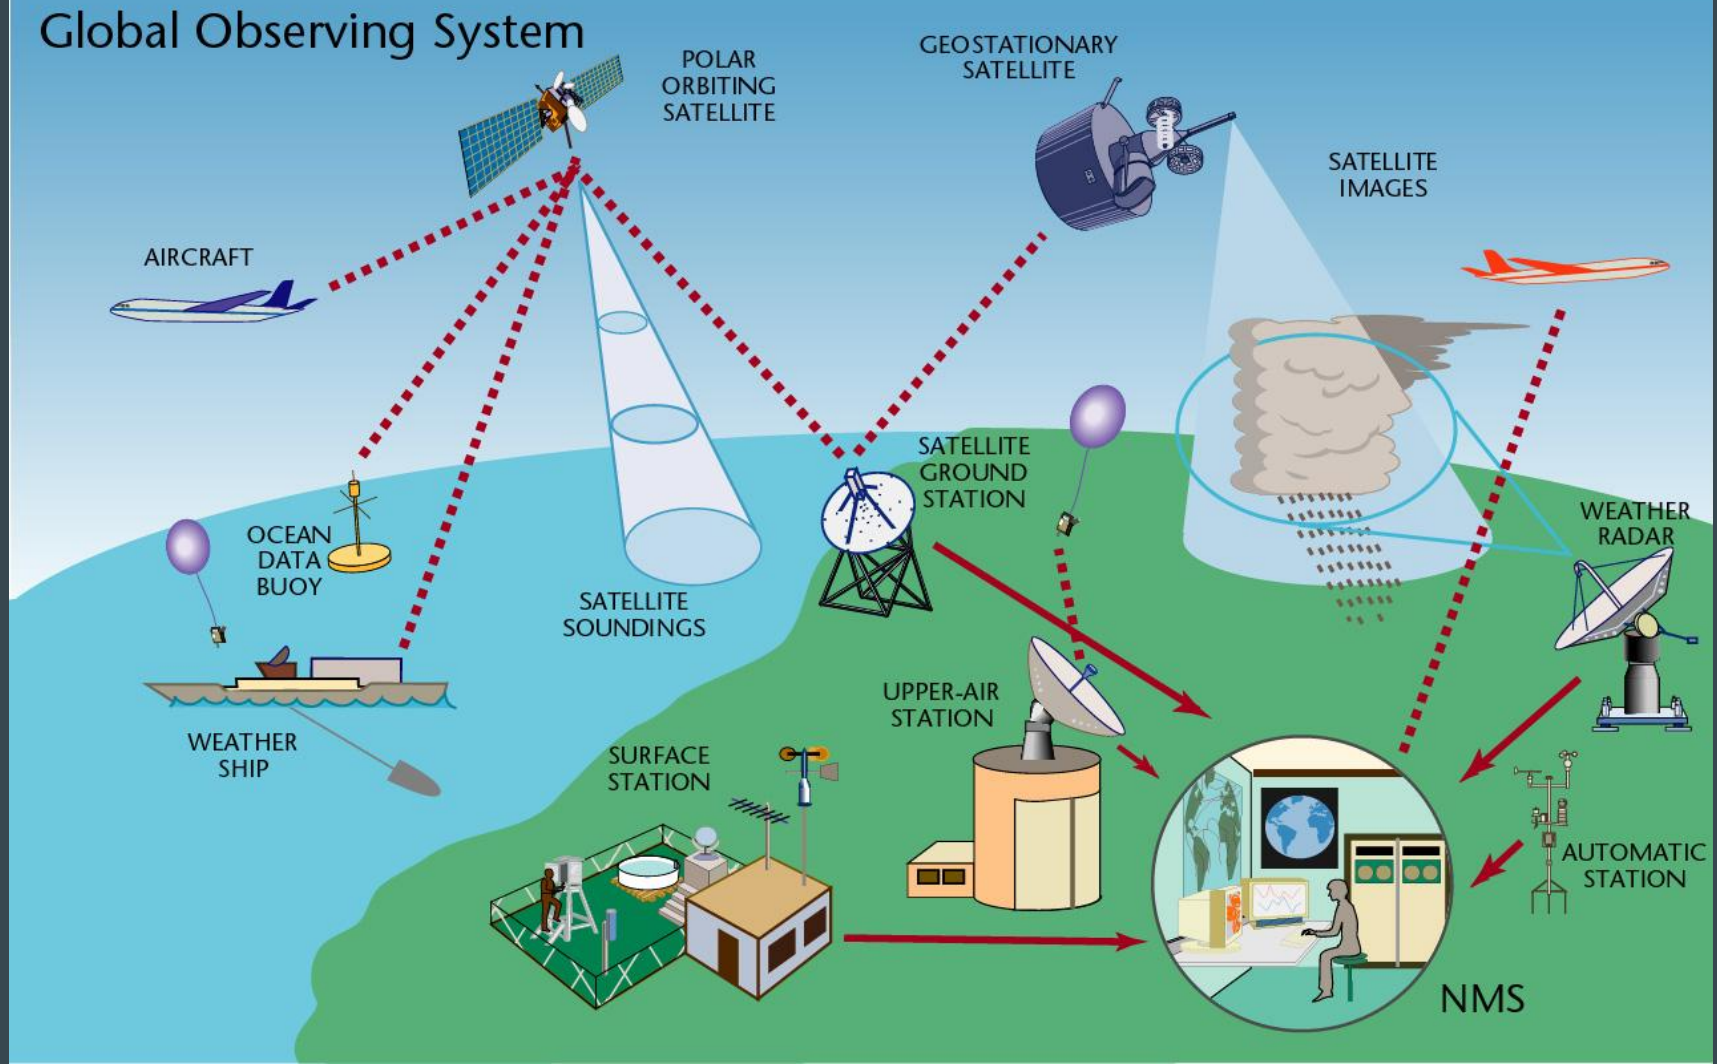 Global Observing System
POLAR
ORBITING
SATELLITE
GEOSTATIONARY
SATELLITE
SATELLITE
IMAGES
AIRCRAFT
SATELLITE
GROUND
STATION
WEATHER
RADAR
OCEAN
DATA
BUOY
SATELLITE
SOUNDINGS
UPPER-AIR
STATION
WEATHER
SHIP
SURFACE
STATION
AUTOMATIC
STATION
NMS